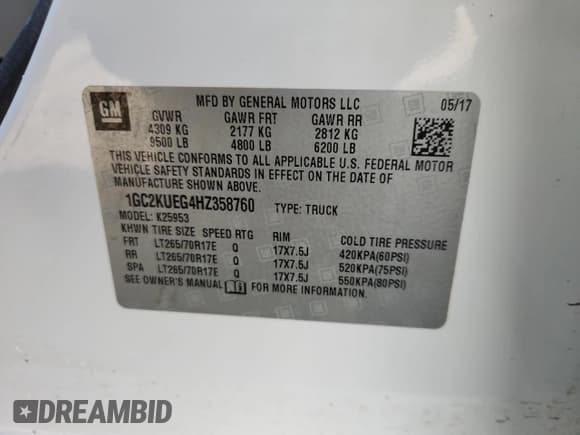 GM
MFD BY GENERAL MOTORS LLC 05/17
GVWR GAWR FRT GAWR RR
4309 KG 2177 KG 2812 KG
9500 LB 4800 LB 6200 LB
THIS VEHICLE CONFORMS TO ALL APPLICABLE U.S. FEDERAL MOTOR
VEHICLE SAFETY STANDARDS IN EFFECT ON THE DATE OF
MANUFACTURE SHOWN ABOVE.
1GC2KUEG4HZ358760 TYPE: TRUCK
MODEL: K25953
KHWN TIRE SIZE SPEED RTG RIM COLD TIRE PRESSURE
FRT LT265/70R17E Q 17X7.5J 420KPA(60PSI)
RR LT265/70R17E Q 17X7.5J 520KPA(75PSI)
SPA LT265/70R17E Q 17X7.5J 550KPA(80PSI)
SEE OWNER'S MANUAL FOR MORE INFORMATION.
DREAMBID